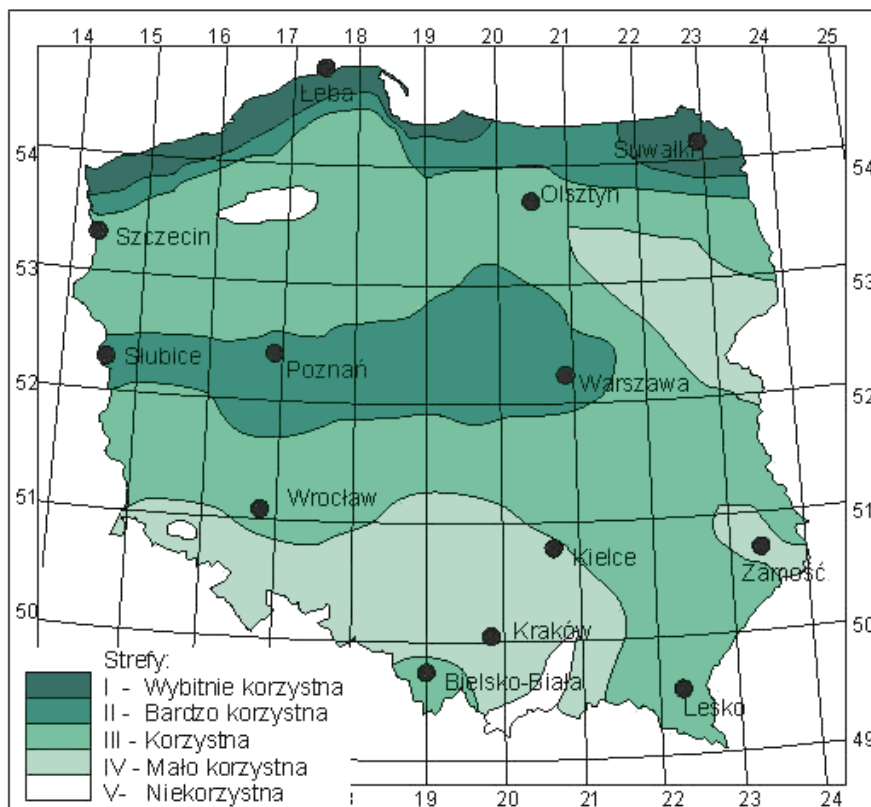 14 15 16 17 18 19 20 21 22 23 24 25
Łeba
54 Suwałki 54
Olsztyn
Szczecin
53 53
Słubice Poznań
52 Warszawa 52
51 Wrocław 51
Kielce
Zamość
50 Kraków 50
Strefy:
I - Wybitnie korzystna Bielsko-Biała
II - Bardzo korzystna Lesko
III - Korzystna 49
IV - Mało korzystna
V- Niekorzystna
19 20 21 22 23 24